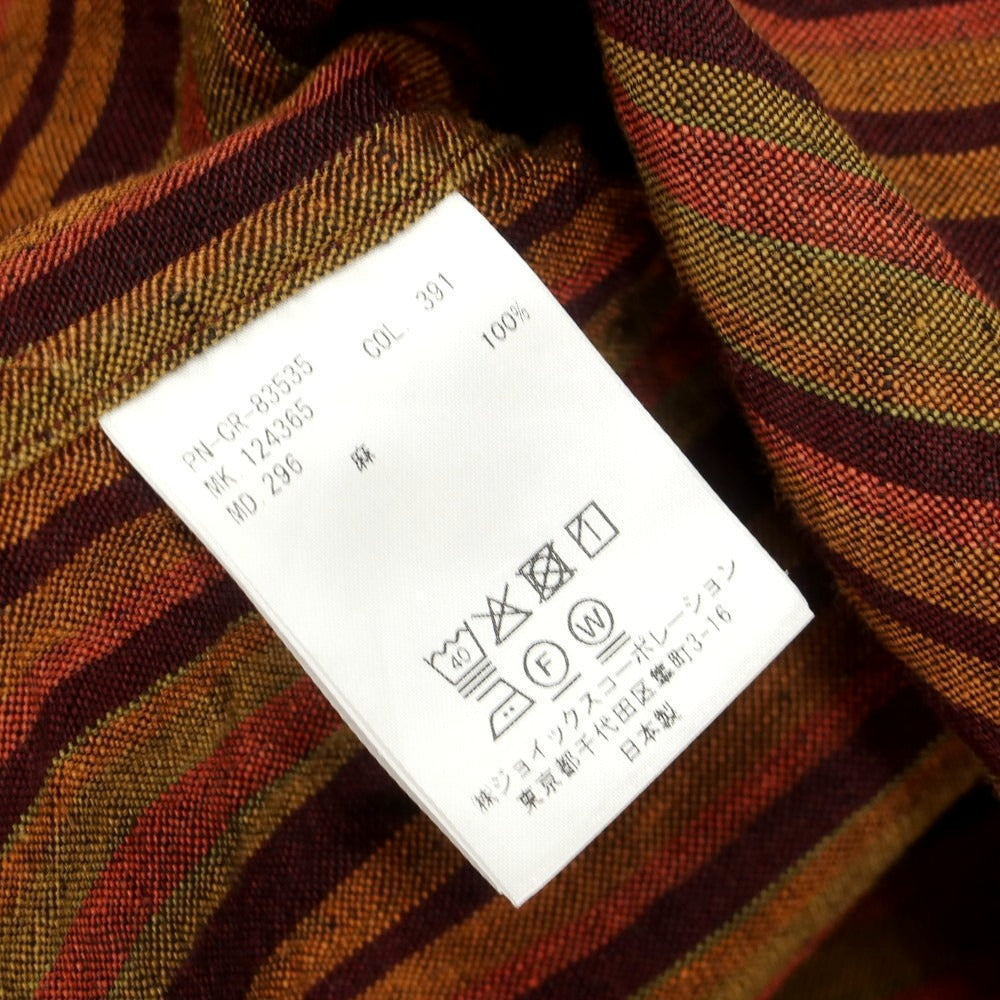 PN-CR-83535 COL. 391
MK.124365
MD.296
麻 100%
40
F
W
㈱ジョイックスコーポレーション
東京都千代田区隼町3-16
日本製